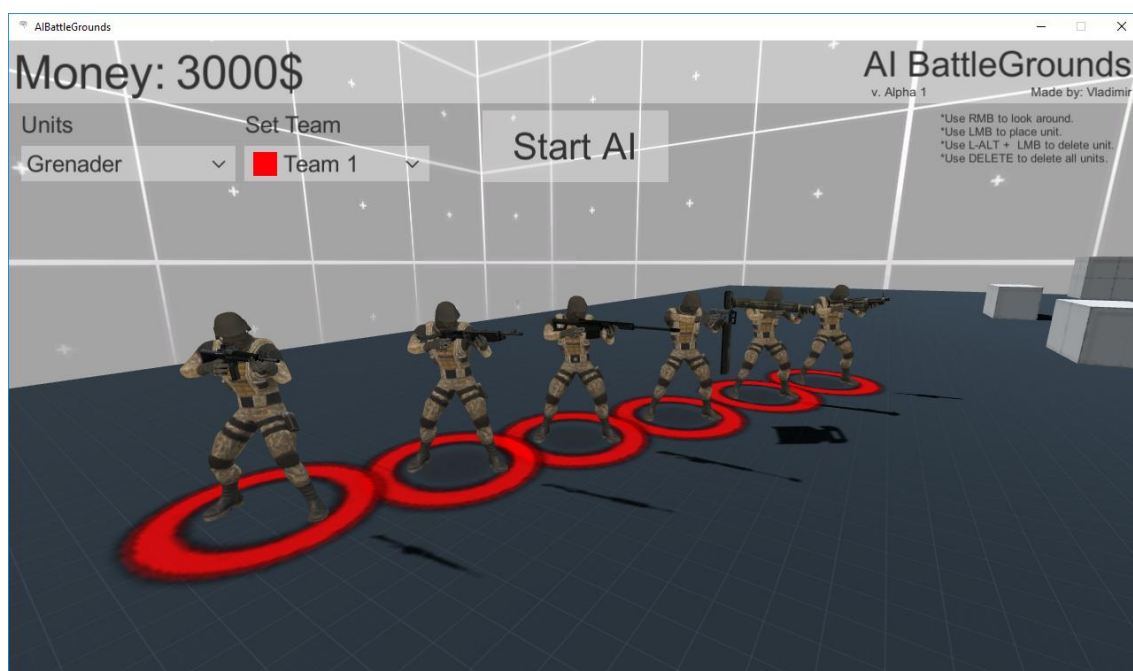 AIBattleGrounds
Money: 3000$
AI BattleGrounds
v. Alpha 1
Made by: Vladimir
Units
Set Team
Start AI
Grenader
Team 1
*Use RMB to look around.
*Use LMB to place unit.
*Use L-ALT + LMB to delete unit.
*Use DELETE to delete all units.